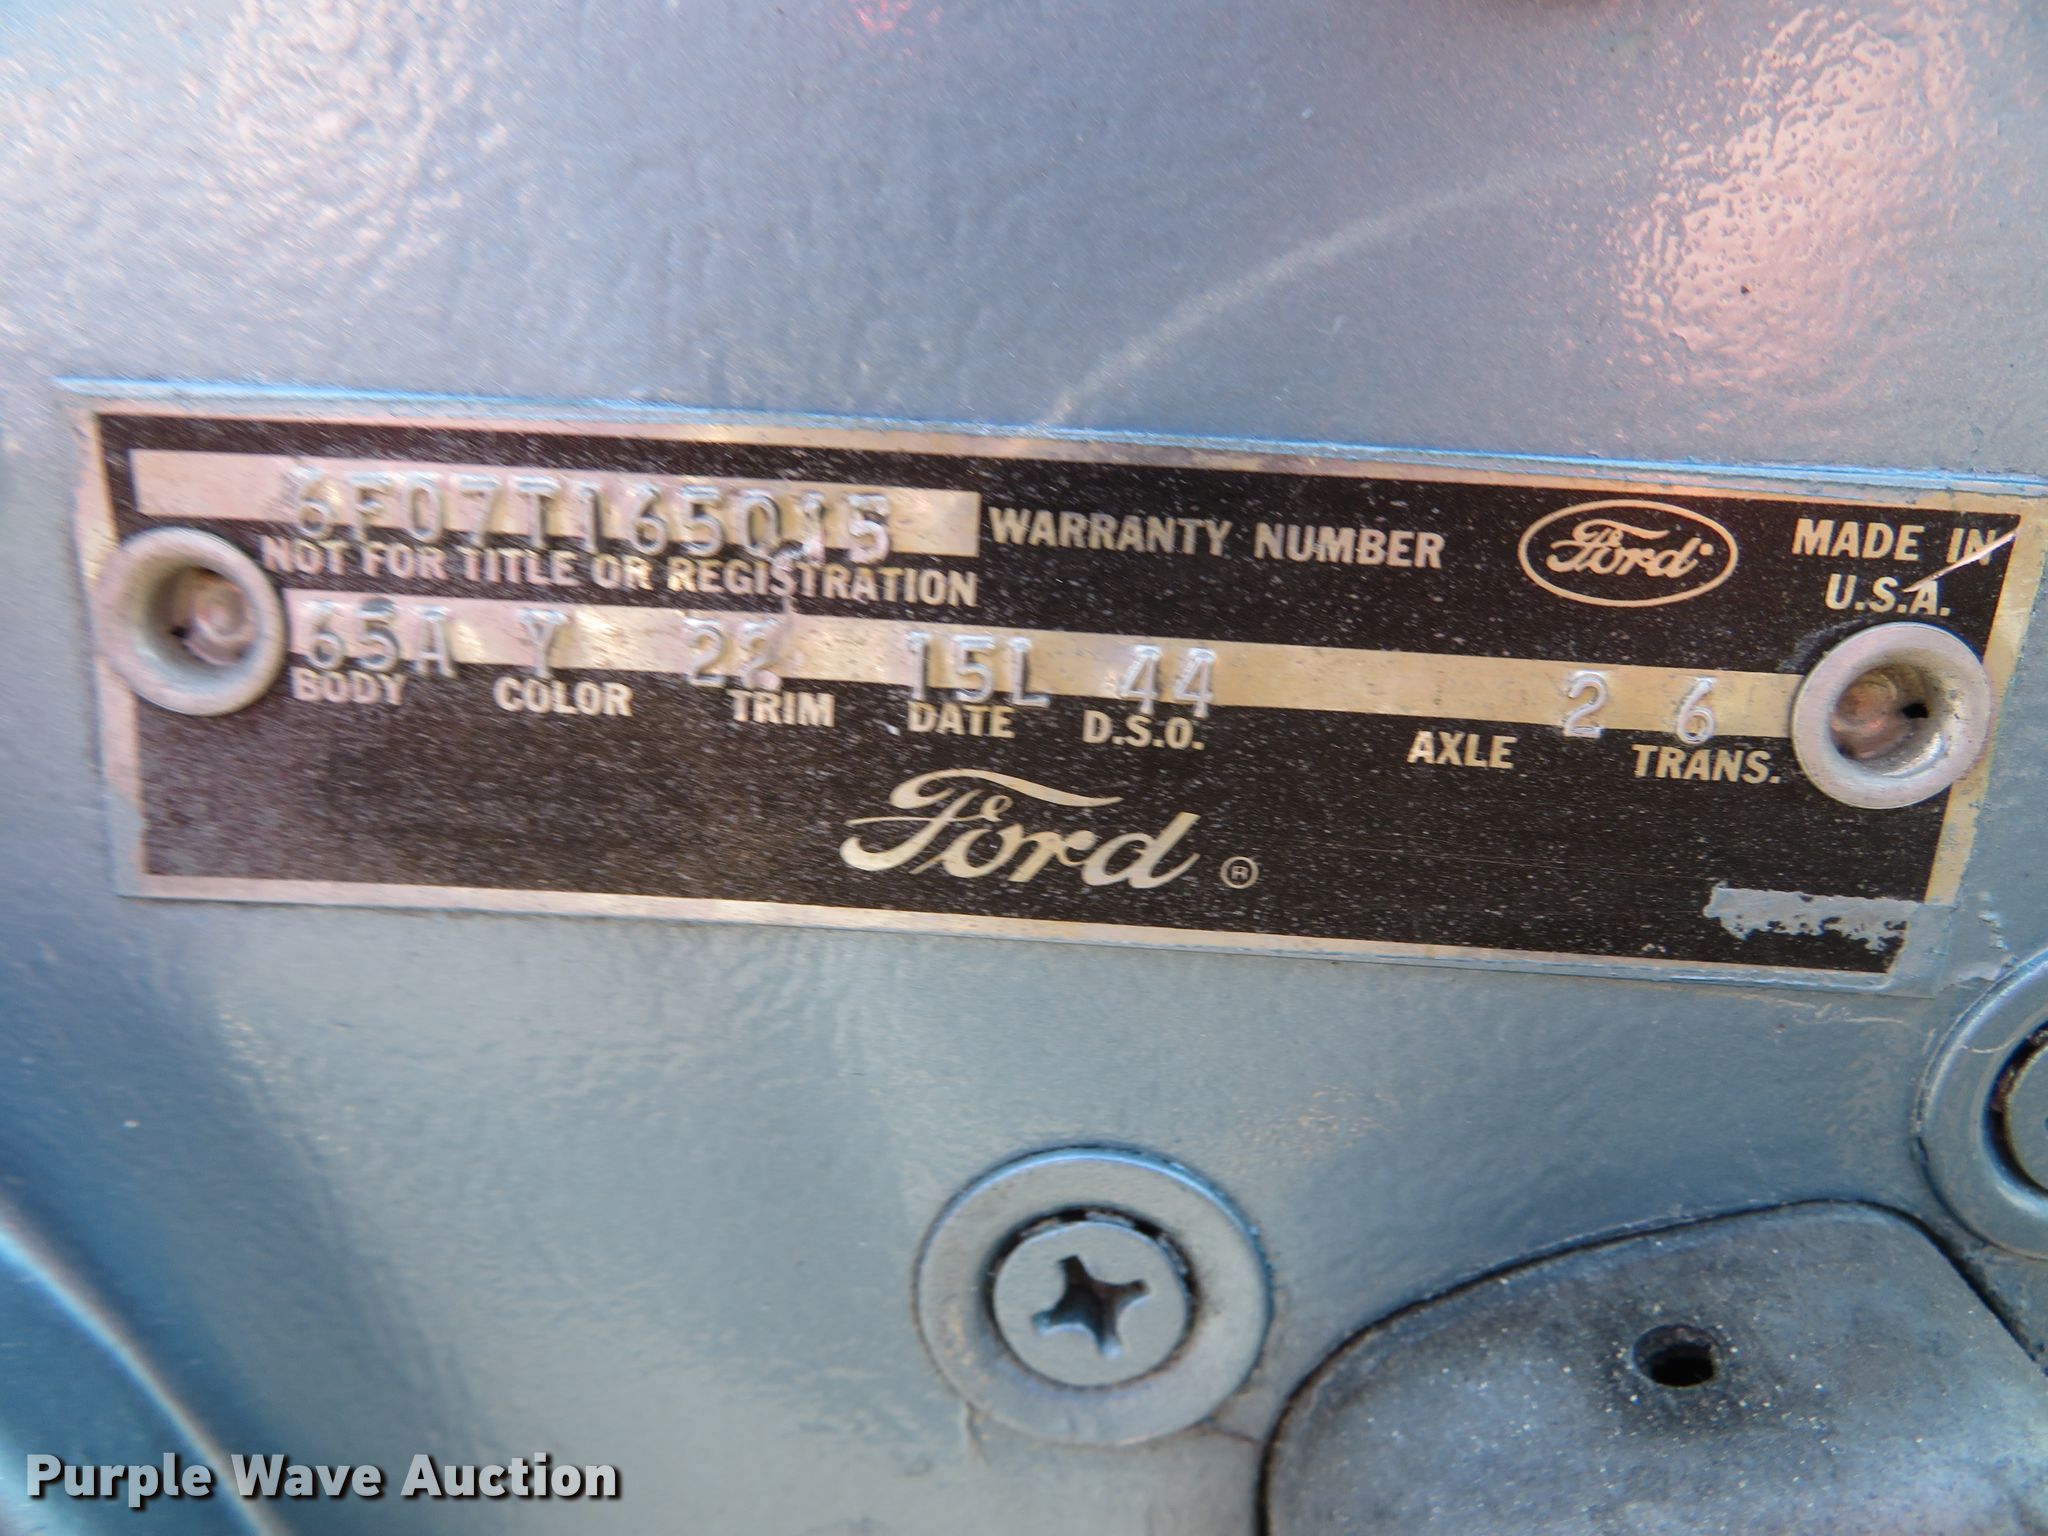 6F07T165015 WARRANTY NUMBER Ford MADE IN
NOT FOR TITLE OR REGISTRATION U.S.A.
65A Y 22 15L 44 2 6
BODY COLOR TRIM DATE D.S.O. AXLE TRANS.
Ford ®
Purple Wave Auction